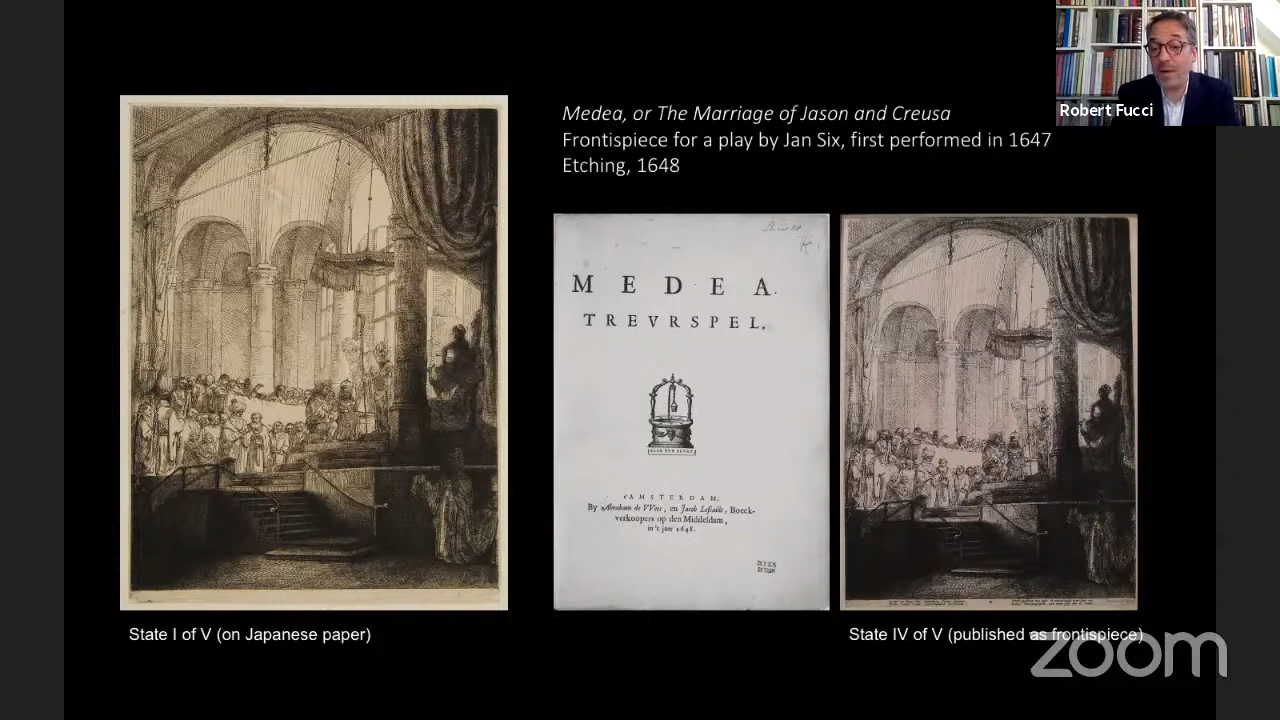 Medea, or The Marriage of Jason and Creusa
Frontispiece for a play by Jan Six, first performed in 1647
Etching, 1648
Robert Fucci
MEDEA.
TREVRSPEL.
t'AMSTERDAM,
By Abraham de VVees, en Jacob Lescaille, Boeck-
verkoopers op den Middeldam,
in 't jaer 1648.
State I of V (on Japanese paper)
State IV of V (published as frontispiece)
zoom